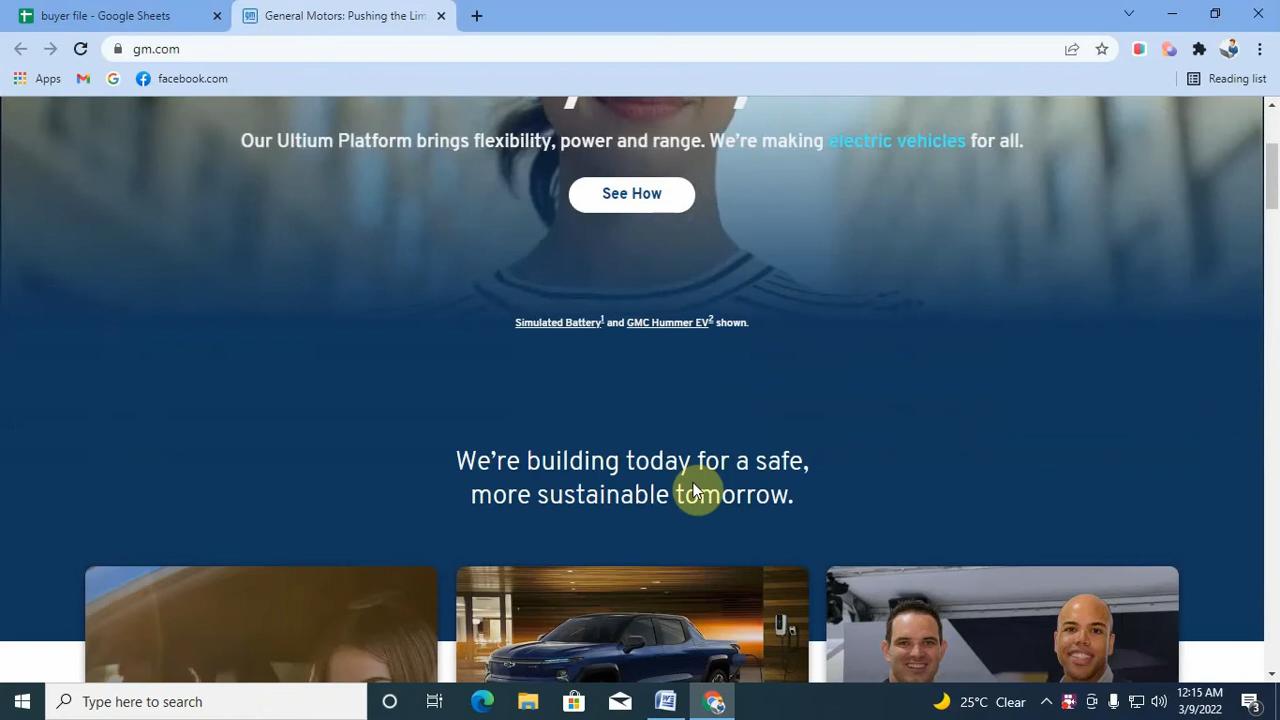 buyer file - Google Sheets
General Motors: Pushing the Lim
gm.com
Apps
facebook.com
Reading list
Our Ultium Platform brings flexibility, power and range. We're making electric vehicles for all.
See How
Simulated Battery1 and GMC Hummer EV2 shown.
We're building today for a safe,
more sustainable tomorrow.
Type here to search
25°C Clear
12:15 AM
3/9/2022
3